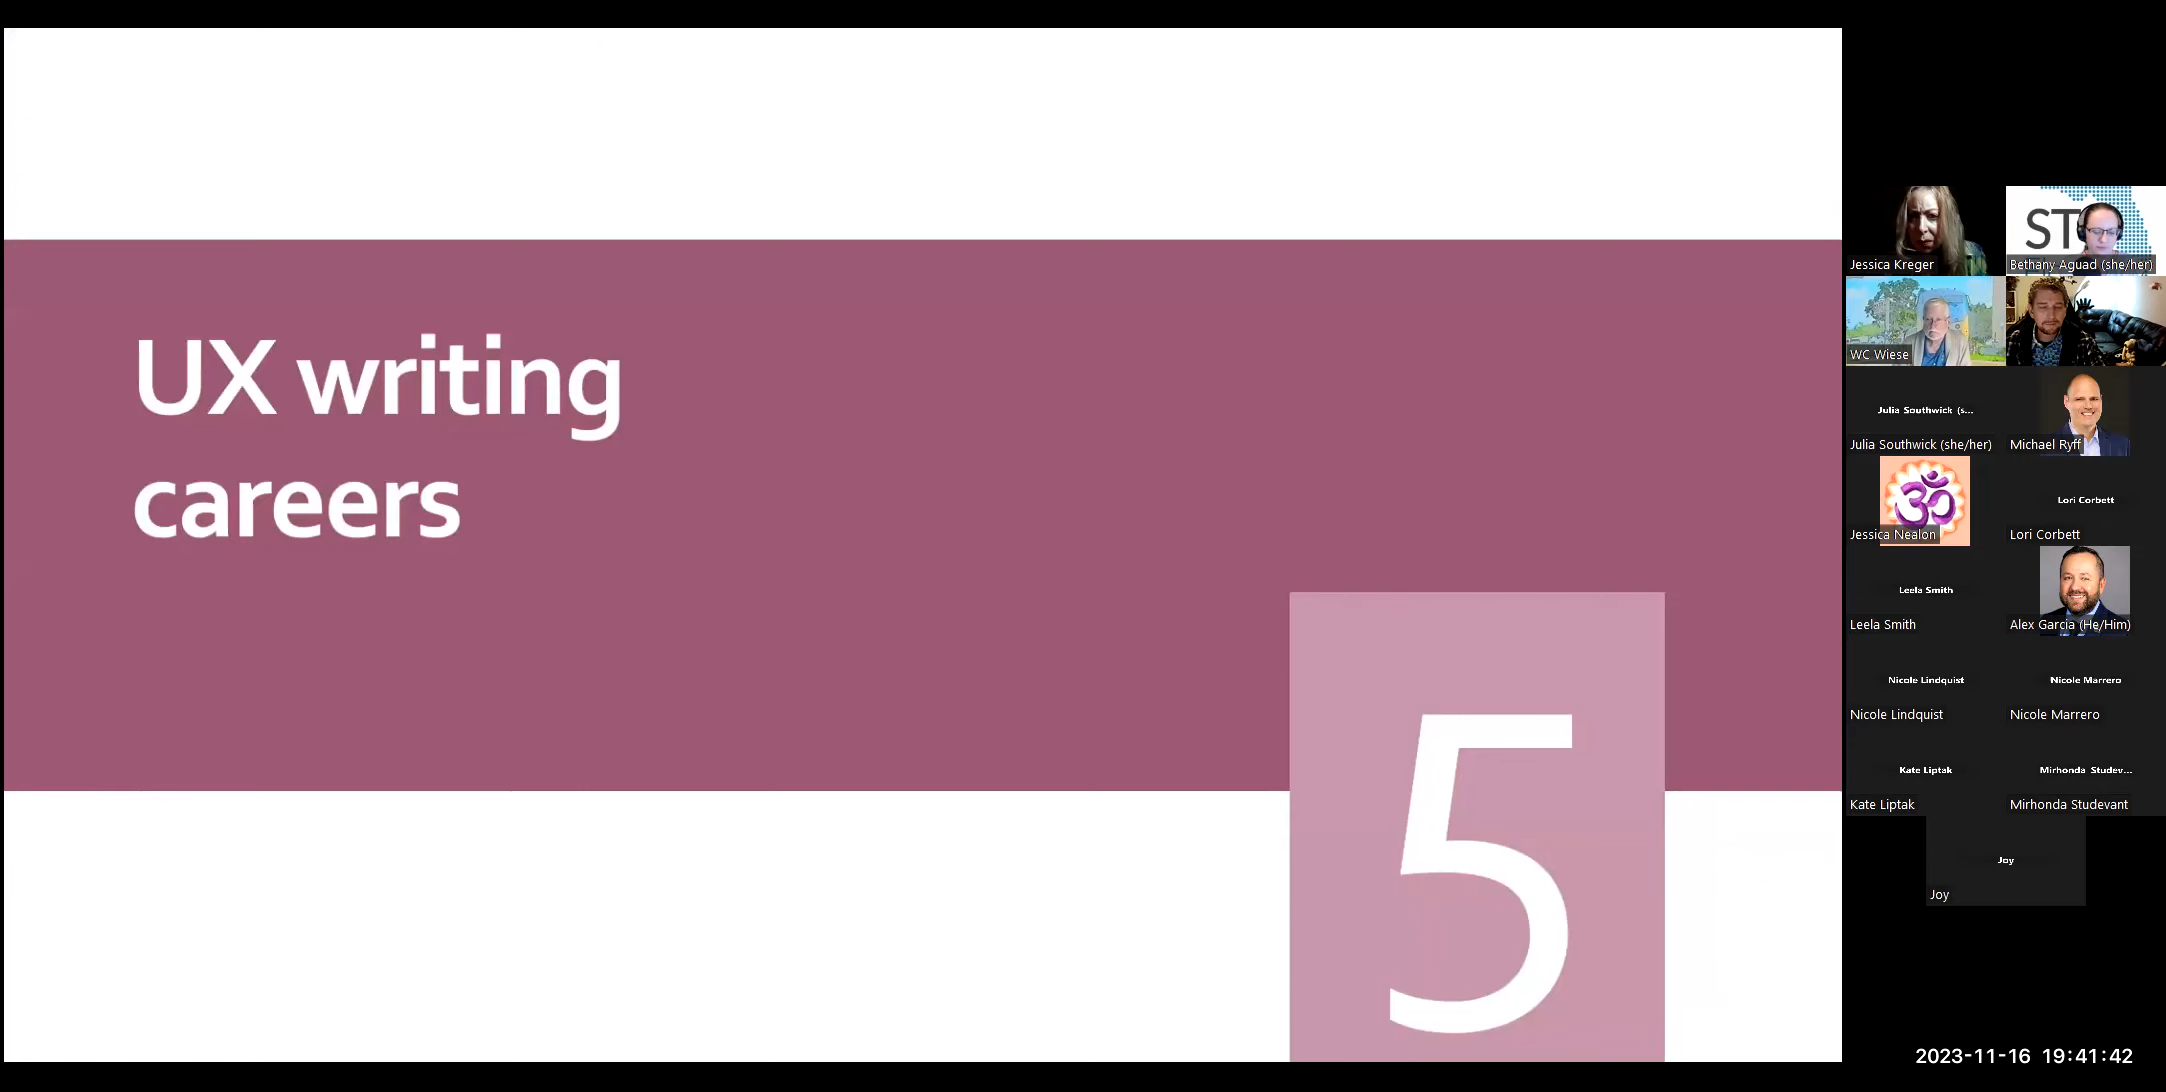 UX writing
careers
5
Jessica Kreger
ST
Bethany Aguad (she/her)
WC Wiese
Julia Southwick (s...
Julia Southwick (she/her)
Michael Ryff
Jessica Nealon
ॐ
Lori Corbett
Lori Corbett
Leela Smith
Leela Smith
Alex Garcia (He/Him)
Nicole Lindquist
Nicole Lindquist
Nicole Marrero
Nicole Marrero
Kate Liptak
Kate Liptak
Mirhonda Studev...
Mirhonda Studevant
Joy
Joy
2023-11-16 19:41:42